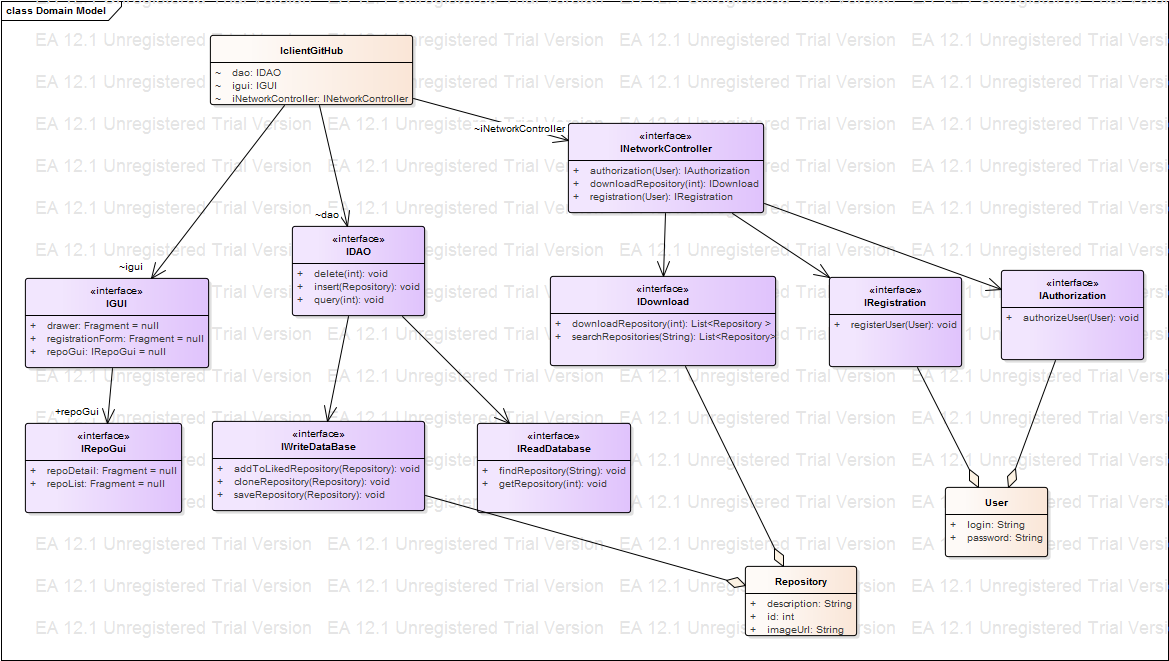 class Domain Model
EA 12.1 Unregistered Trial Version
IclientGitHub
~ dao: IDAO
~ igui: IGUI
~ iNetworkController: INetworkController
~iNetworkController
«interface»
INetworkController
+ authorization(User): IAuthorization
+ downloadRepository(int): IDownload
+ registration(User): IRegistration
~dao
«interface»
IDAO
+ delete(int): void
+ insert(Repository): void
+ query(int): void
~igui
«interface»
IGUI
+ drawer: Fragment = null
+ registrationForm: Fragment = null
+ repoGui: IRepoGui = null
«interface»
IDownload
+ downloadRepository(int): List<Repository >
+ searchRepositories(String): List<Repository>
«interface»
IRegistration
+ registerUser(User): void
«interface»
IAuthorization
+ authorizeUser(User): void
+repoGui
«interface»
IRepoGui
+ repoDetail: Fragment = null
+ repoList: Fragment = null
«interface»
IWriteDataBase
+ addToLikedRepository(Repository): void
+ cloneRepository(Repository): void
+ saveRepository(Repository): void
«interface»
IReadDatabase
+ findRepository(String): void
+ getRepository(int): void
User
+ login: String
+ password: String
Repository
+ description: String
+ id: int
+ imageUrl: String